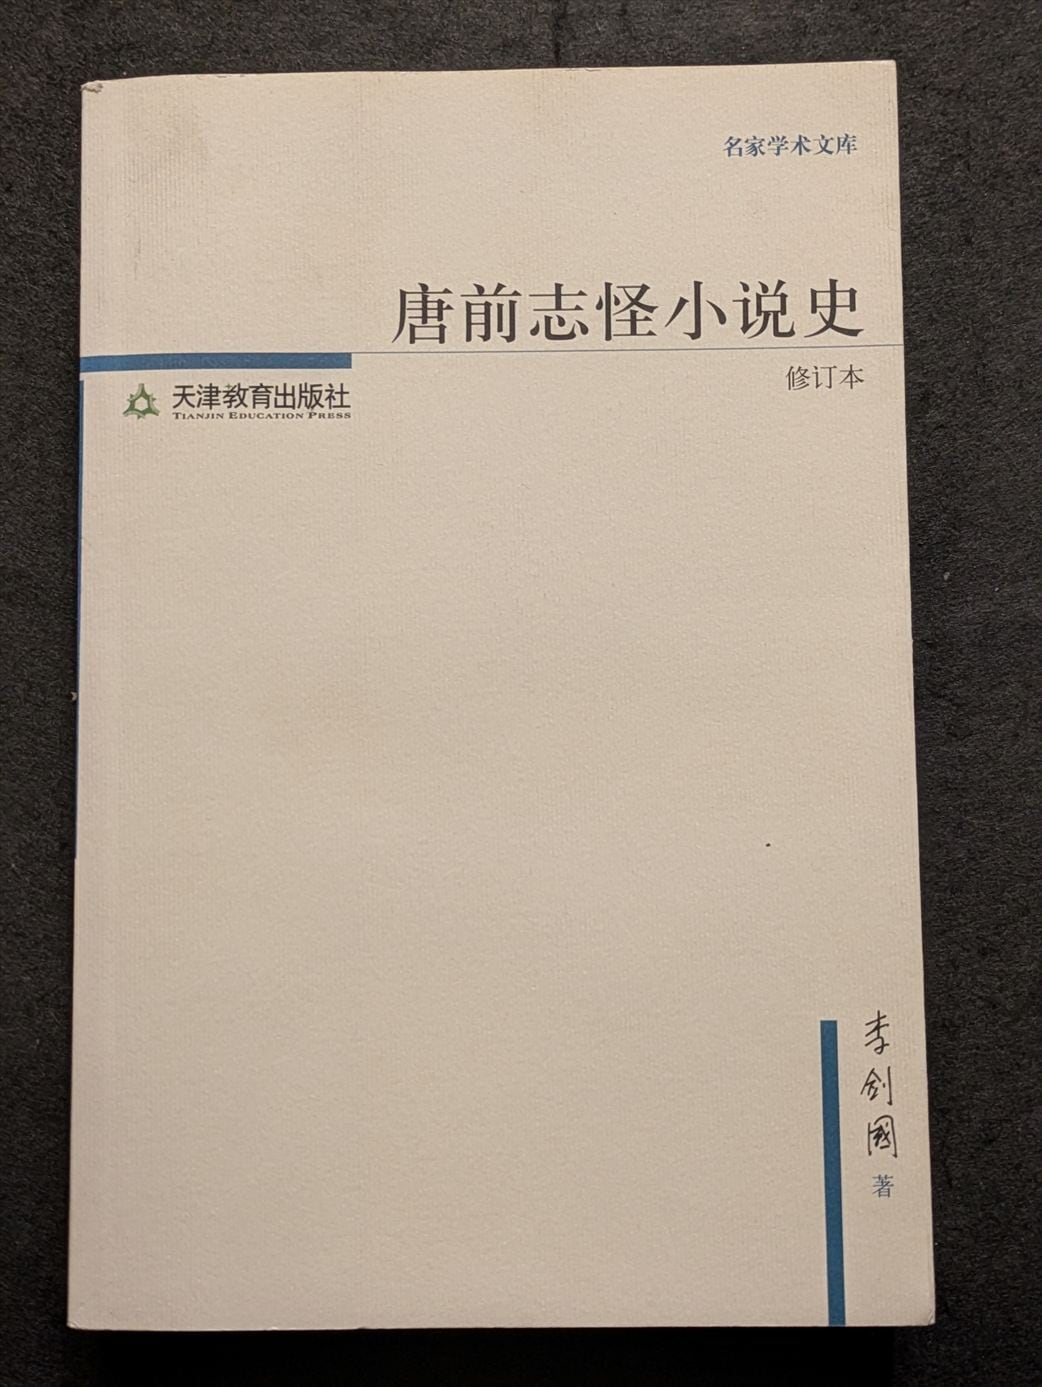 名家学术文库
唐前志怪小说史
修订本
天津教育出版社
TIANJIN EDUCATION PRESS
李剑國
著